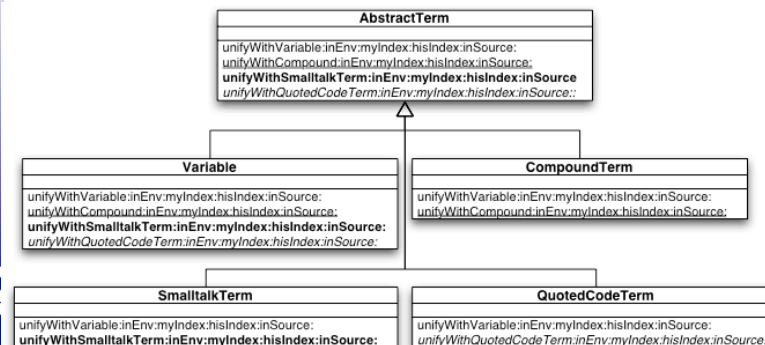 AbstractTerm
unifyWithVariable:inEnv:myIndex:hisIndex:inSource:
unifyWithCompound:inEnv:myIndex:hisIndex:inSource:
unifyWithSmalltalkTerm:inEnv:myIndex:hisIndex:inSource
unifyWithQuotedCodeTerm:inEnv:myIndex:hisIndex:inSource::
Variable
unifyWithVariable:inEnv:myIndex:hisIndex:inSource:
unifyWithCompound:inEnv:myIndex:hisIndex:inSource:
unifyWithSmalltalkTerm:inEnv:myIndex:hisIndex:inSource:
unifyWithQuotedCodeTerm:inEnv:myIndex:hisIndex:inSource:
CompoundTerm
unifyWithVariable:inEnv:myIndex:hisIndex:inSource:
unifyWithCompound:inEnv:myIndex:hisIndex:inSource:
SmalltalkTerm
unifyWithVariable:inEnv:myIndex:hisIndex:inSource:
unifyWithSmalltalkTerm:inEnv:myIndex:hisIndex:inSource:
QuotedCodeTerm
unifyWithVariable:inEnv:myIndex:hisIndex:inSource:
unifyWithQuotedCodeTerm:inEnv:myIndex:hisIndex:inSource: